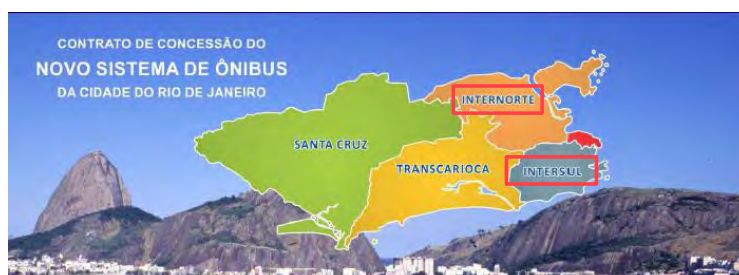 CONTRATO DE CONCESSÃO DO
NOVO SISTEMA DE ÔNIBUS
DA CIDADE DO RIO DE JANEIRO
INTERNORTE
SANTA CRUZ
TRANSCARIOCA
INTERSUL